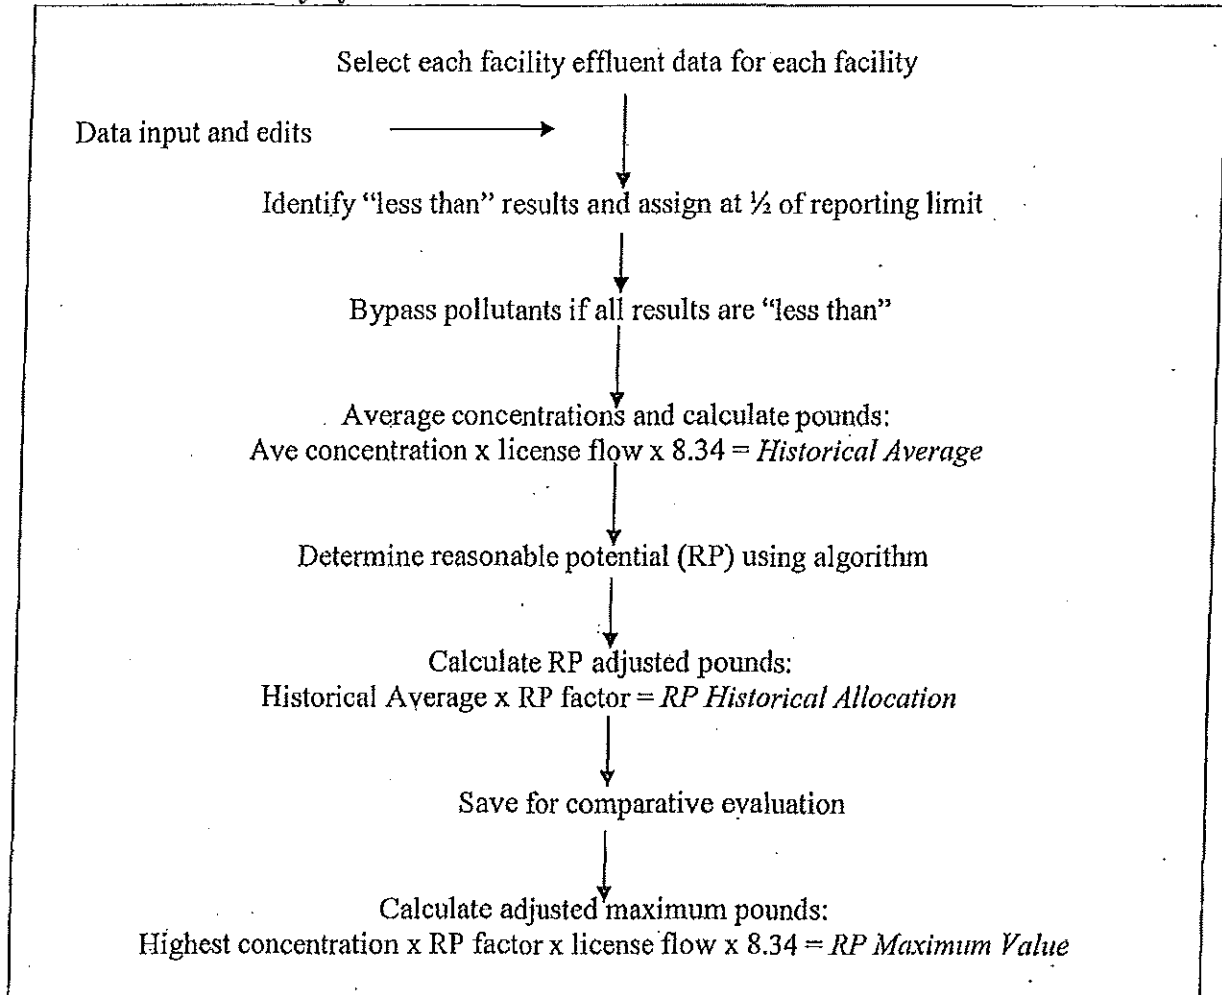 Select each facility effluent data for each facility
Data input and edits
Identify “less than” results and assign at ½ of reporting limit
Bypass pollutants if all results are “less than”
Average concentrations and calculate pounds:
Ave concentration x license flow x 8.34 = Historical Average
Determine reasonable potential (RP) using algorithm
Calculate RP adjusted pounds:
Historical Average x RP factor = RP Historical Allocation
Save for comparative evaluation
Calculate adjusted maximum pounds:
Highest concentration x RP factor x license flow x 8.34 = RP Maximum Value